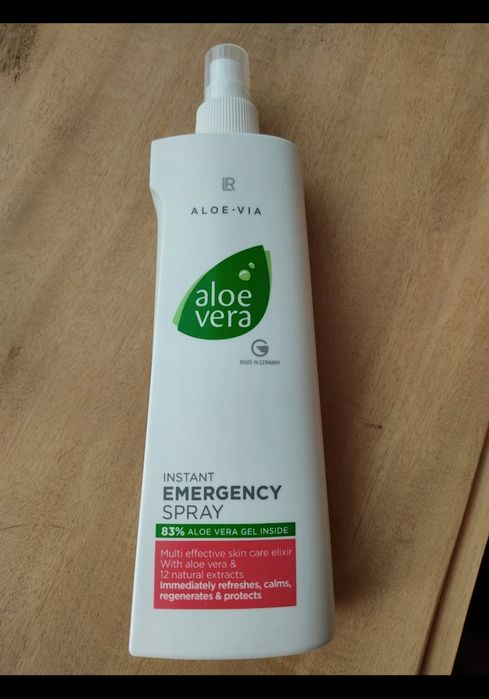 LR
ALOE·VIA
aloe
vera
MADE IN GERMANY
INSTANT
EMERGENCY
SPRAY
83% ALOE VERA GEL INSIDE
Multi effective skin care elixir
With aloe vera &
12 natural extracts
Immediately refreshes, calms,
regenerates & protects